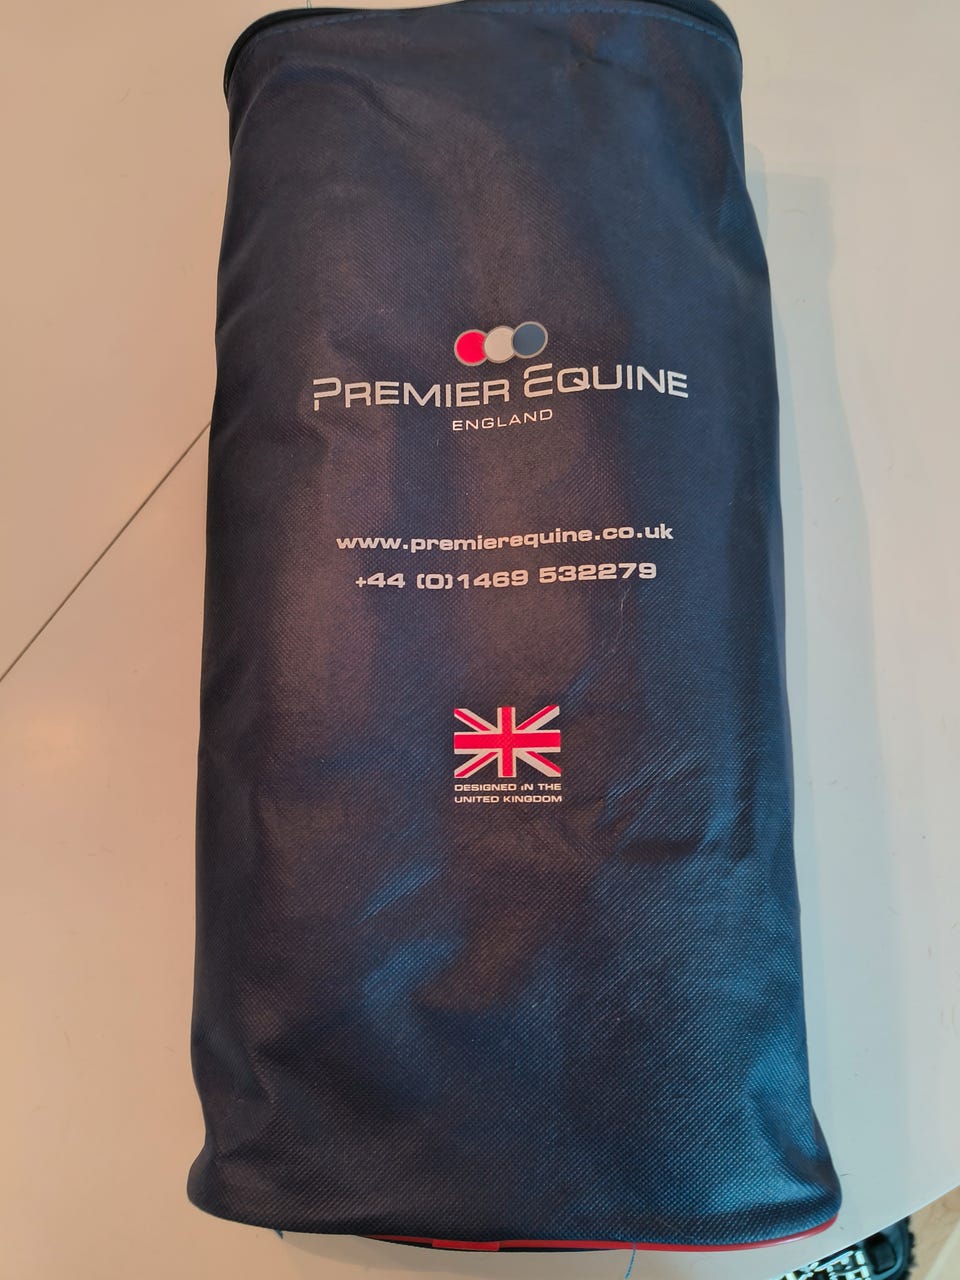 PREMIER EQUINE
ENGLAND
www.premierequine.co.uk
+44 (0)1469 532279
DESIGNED iN THE
UNITED KINGDOM